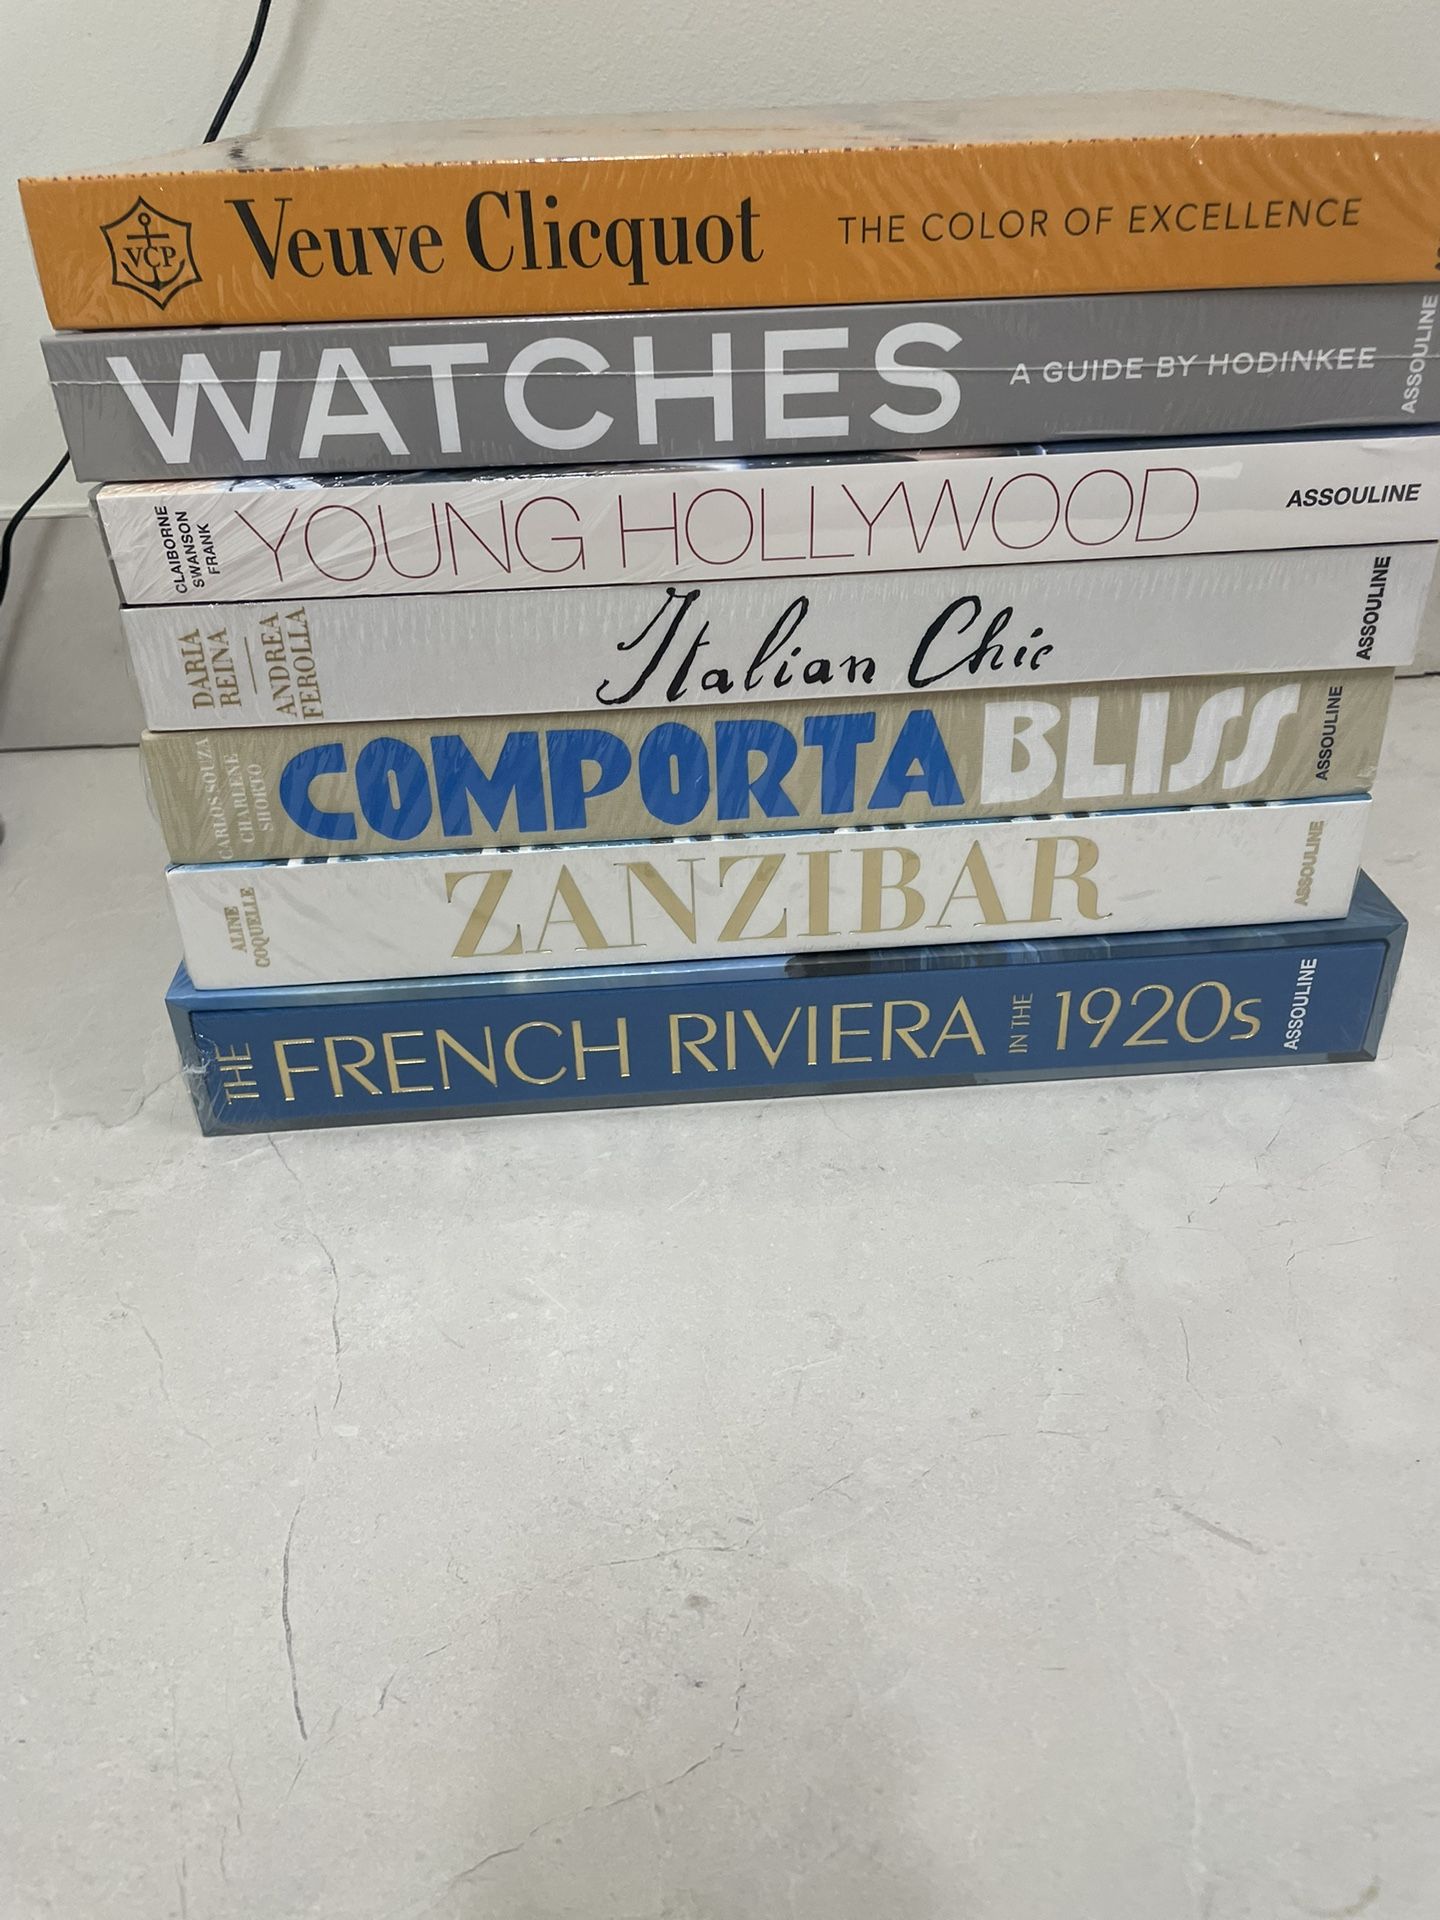 VCP
Veuve Clicquot THE COLOR OF EXCELLENCE
WATCHES A GUIDE BY HODINKEE ASSOULINE
CLAIBORNE
SWANSON
FRANK
YOUNG HOLLYWOOD ASSOULINE
DARIA
REINA
ANDREA
FEROLLA
Italian Chic ASSOULINE
CARLOS SOUZA
CHARLENE
SHORTO
COMPORTA BLISS ASSOULINE
ALINE
COQUELLE
ZANZIBAR ASSOULINE
THE FRENCH RIVIERA IN THE 1920s ASSOULINE